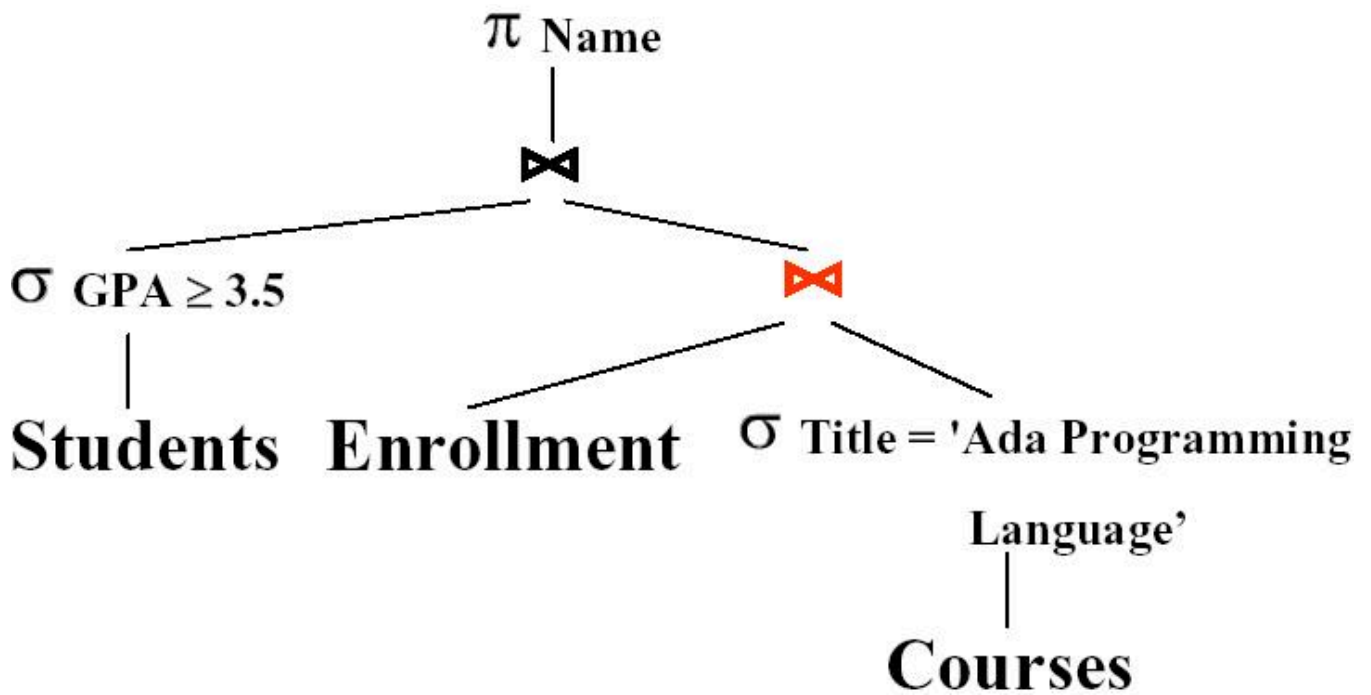 π Name
⋈
σ GPA ≥ 3.5
⋈
Students
Enrollment
σ Title = 'Ada Programming
Language’
Courses